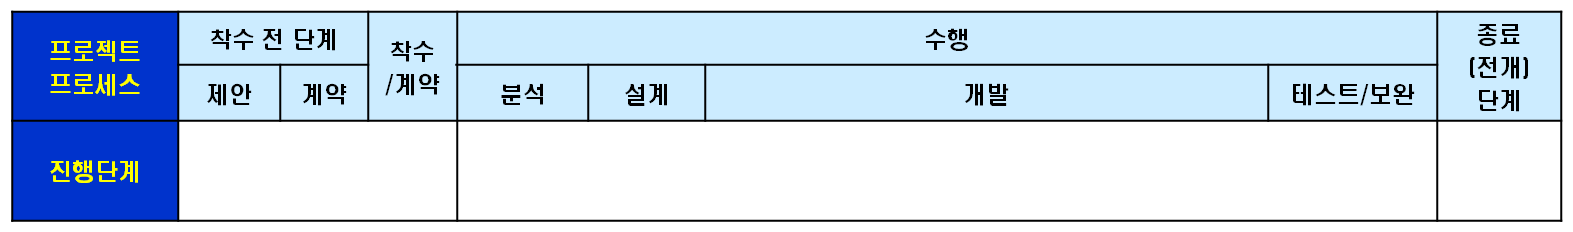 프로젝트
프로세스
착수 전 단계
착수
/계약
수행
종료
(전개)
단계
제안
계약
분석
설계
개발
테스트/보완
진행단계